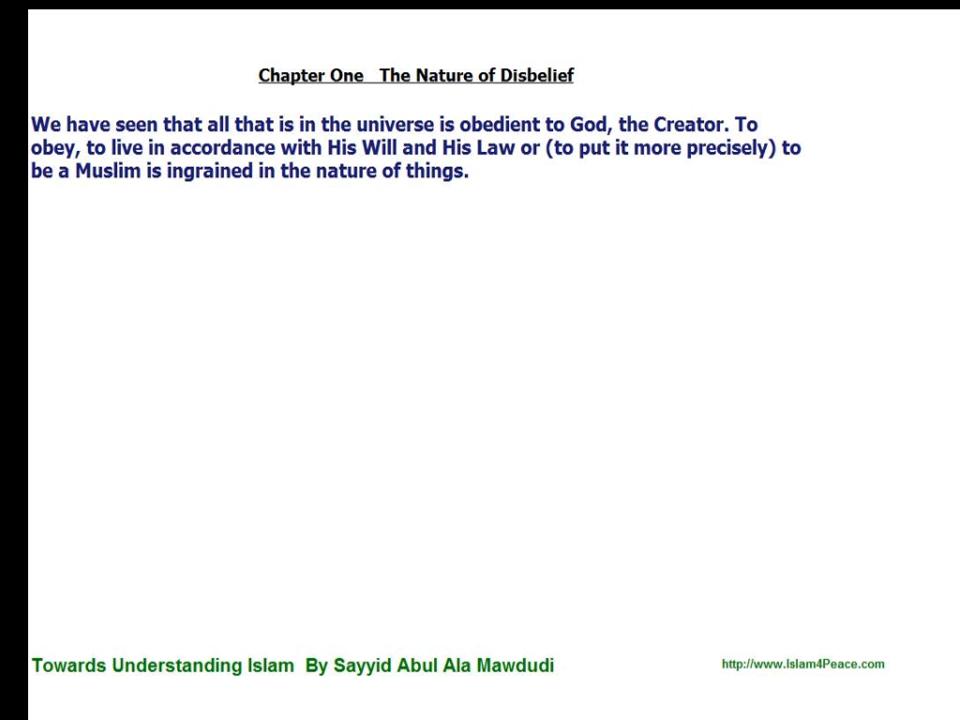 Chapter One   The Nature of Disbelief
We have seen that all that is in the universe is obedient to God, the Creator. To
obey, to live in accordance with His Will and His Law or (to put it more precisely) to
be a Muslim is ingrained in the nature of things.
Towards Understanding Islam  By Sayyid Abul Ala Mawdudi
http://www.Islam4Peace.com